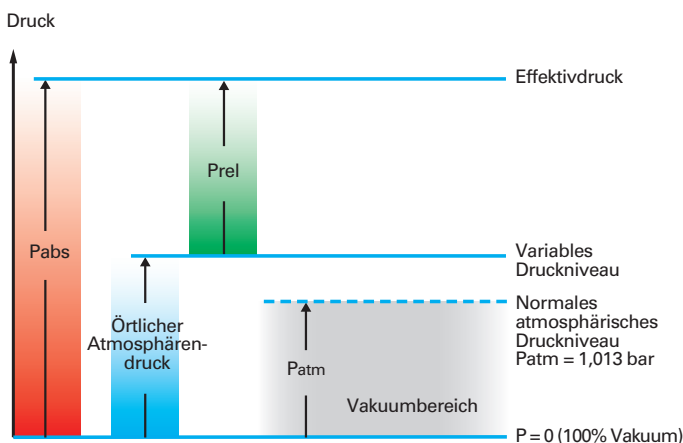 Druck
Effektivdruck
Prel
Pabs
Variables
Druckniveau
Normales
atmosphärisches
Druckniveau
Patm = 1,013 bar
Örtlicher
Atmosphären-
druck
Patm
Vakuumbereich
P = 0 (100% Vakuum)